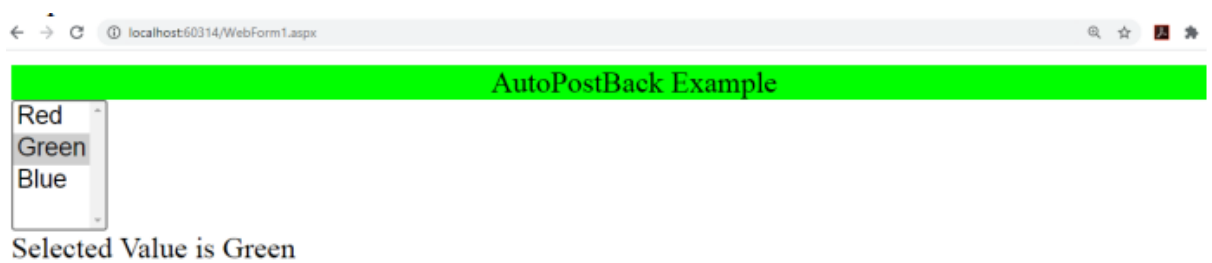 localhost:60314/WebForm1.aspx
AutoPostBack Example
Red
Green
Blue
Selected Value is Green